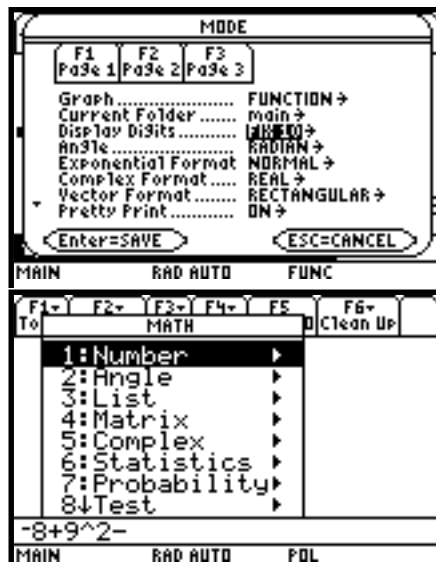 MODE
F1 F2 F3
Page 1 Page 2 Page 3
Graph.................... FUNCTION→
Current Folder ....... main→
Display Digits......... FIX 10→
Angle.................... RADIAN→
Exponential Format NORMAL→
Complex Format..... REAL→
Vector Format........ RECTANGULAR→
Pretty Print............ ON→
Enter=SAVE ESC=CANCEL
MAIN RAD AUTO FUNC
F1▾ F2▾ F3▾ F4▾ F5 F6▾
To MATH Clean Up
1:Number ▶
2:Angle ▶
3:List ▶
4:Matrix ▶
5:Complex ▶
6:Statistics ▶
7:Probability▶
8↓Test ▶
-8+9^2-
MAIN RAD AUTO POL